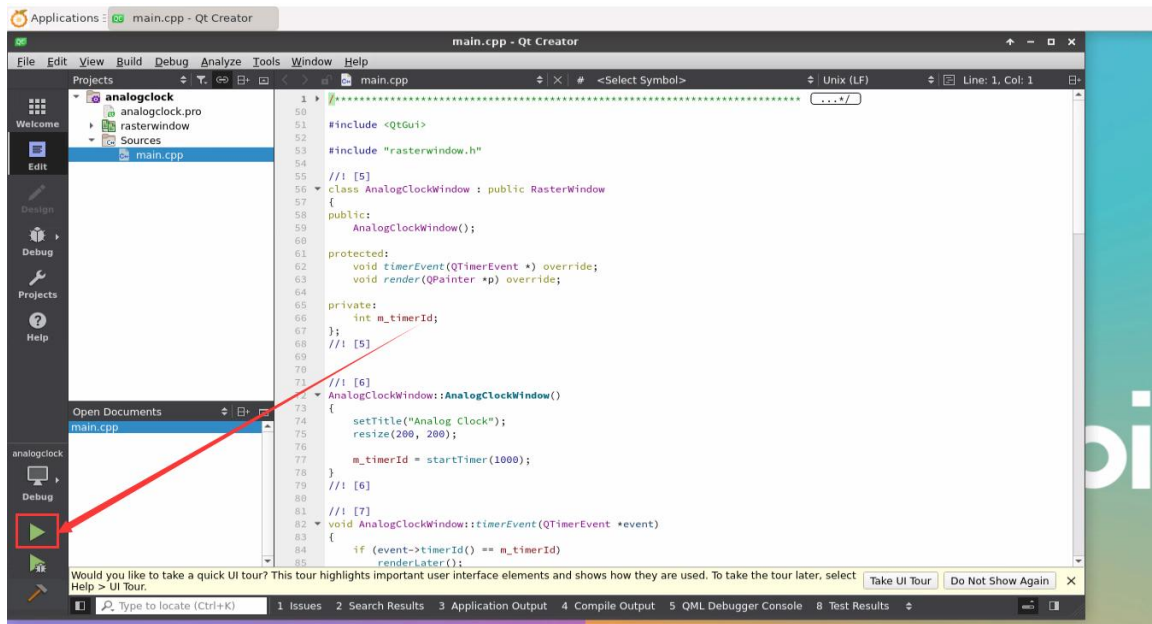 Applications main.cpp - Qt Creator
main.cpp - Qt Creator
File Edit View Build Debug Analyze Tools Window Help
Projects main.cpp # <Select Symbol> Unix (LF) Line: 1, Col: 1
Welcome
Edit
Design
Debug
Projects
Help
analogclock
analogclock.pro
rasterwindow
Sources
main.cpp
Open Documents
main.cpp
analogclock
Debug
1 /**************************************************************************** (...*/)
50
51 #include <QtGui>
52
53 #include "rasterwindow.h"
54
55 //! [5]
56 class AnalogClockWindow : public RasterWindow
57 {
58 public:
59 AnalogClockWindow();
60
61 protected:
62 void timerEvent(QTimerEvent *) override;
63 void render(QPainter *p) override;
64
65 private:
66 int m_timerId;
67 };
68 //! [5]
69
70
71 //! [6]
72 AnalogClockWindow::AnalogClockWindow()
73 {
74 setTitle("Analog Clock");
75 resize(200, 200);
76
77 m_timerId = startTimer(1000);
78 }
79 //! [6]
80
81 //! [7]
82 void AnalogClockWindow::timerEvent(QTimerEvent *event)
83 {
84 if (event->timerId() == m_timerId)
85 renderLater();
Would you like to take a quick UI tour? This tour highlights important user interface elements and shows how they are used. To take the tour later, select
Help > UI Tour.
Take UI Tour Do Not Show Again
Type to locate (Ctrl+K) 1 Issues 2 Search Results 3 Application Output 4 Compile Output 5 QML Debugger Console 8 Test Results